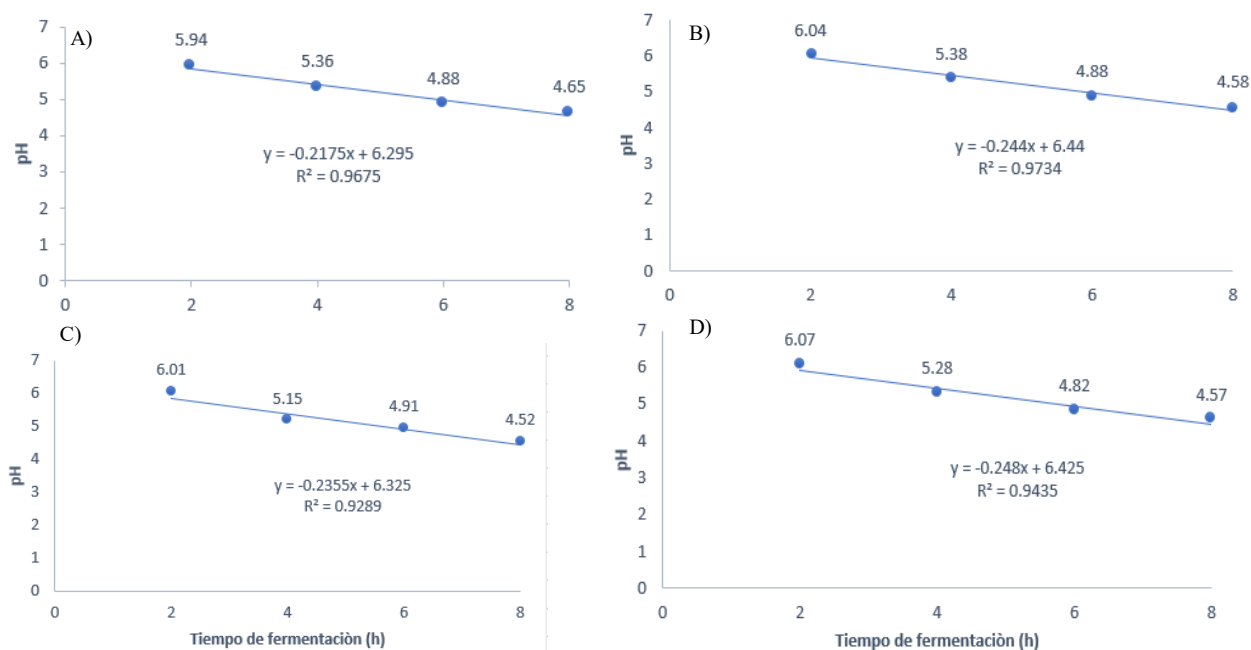 A)
7
6
5
4
3
2
1
0
pH
5.94
5.36
4.88
4.65
y = -0.2175x + 6.295
R² = 0.9675
0 2 4 6 8
B)
7
6
5
4
3
2
1
0
pH
6.04
5.38
4.88
4.58
y = -0.244x + 6.44
R² = 0.9734
0 2 4 6 8
C)
7
6
5
4
3
2
1
0
pH
6.01
5.15
4.91
4.52
y = -0.2355x + 6.325
R² = 0.9289
0 2 4 6 8
Tiempo de fermentaciòn (h)
D)
7
6
5
4
3
2
1
0
pH
6.07
5.28
4.82
4.57
y = -0.248x + 6.425
R² = 0.9435
0 2 4 6 8
Tiempo de fermentaciòn (h)